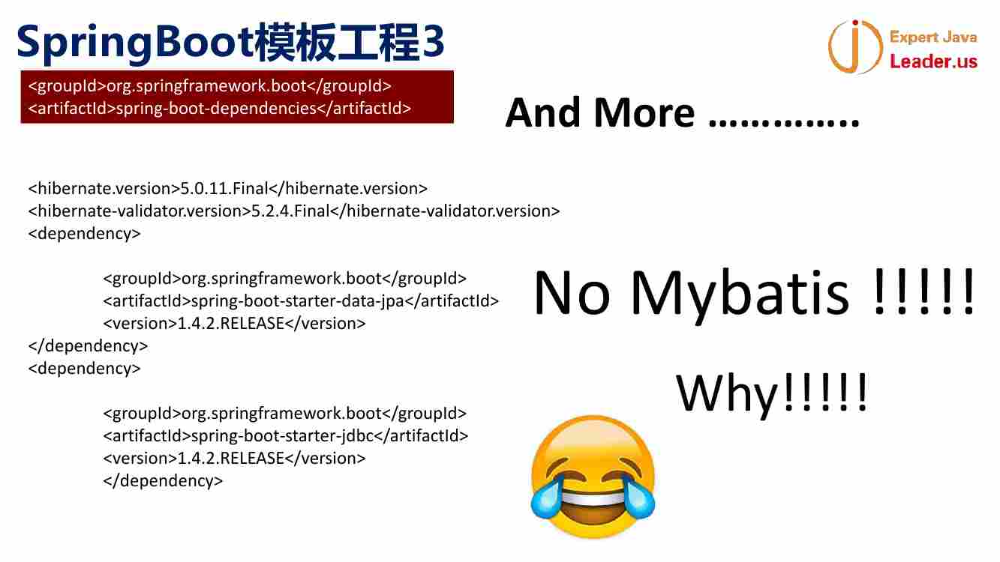 SpringBoot模板工程3
Expert Java
Leader.us
<groupId>org.springframework.boot</groupId>
<artifactId>spring-boot-dependencies</artifactId>
And More …………..
<hibernate.version>5.0.11.Final</hibernate.version>
<hibernate-validator.version>5.2.4.Final</hibernate-validator.version>
<dependency>
<groupId>org.springframework.boot</groupId>
<artifactId>spring-boot-starter-data-jpa</artifactId>
<version>1.4.2.RELEASE</version>
</dependency>
<dependency>
<groupId>org.springframework.boot</groupId>
<artifactId>spring-boot-starter-jdbc</artifactId>
<version>1.4.2.RELEASE</version>
</dependency>
No Mybatis !!!!!
Why!!!!!